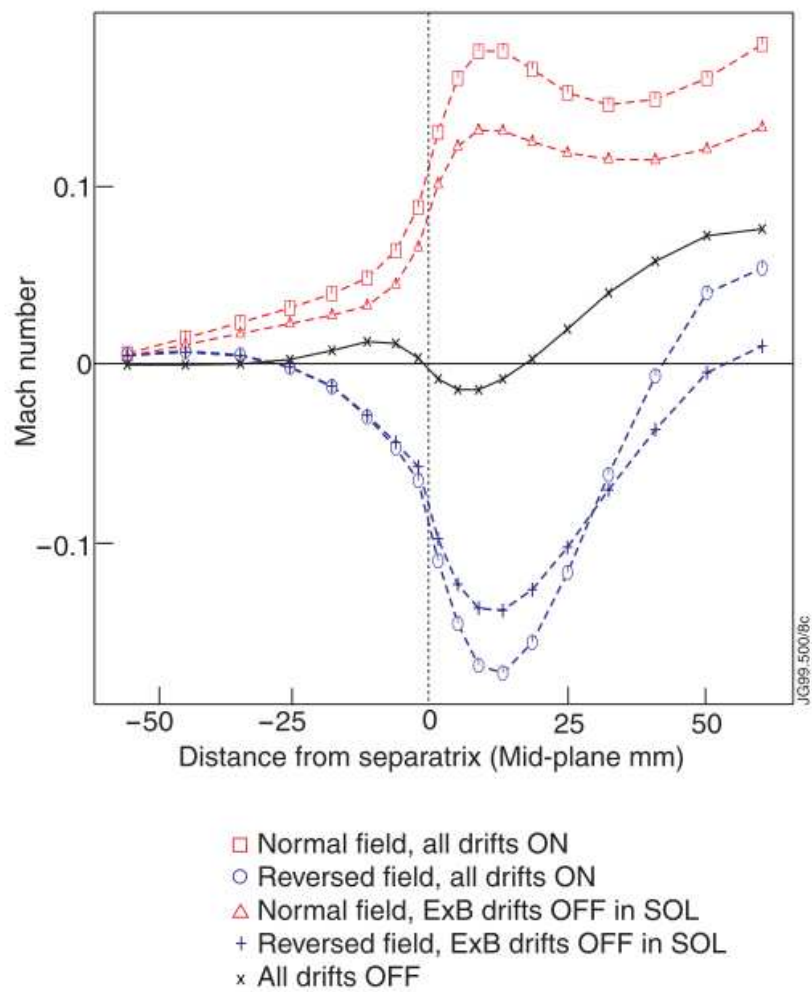 0.1
0
−0.1
Mach number
−50
−25
0
25
50
Distance from separatrix (Mid-plane mm)
JG99.500/8c
Normal field, all drifts ON
Reversed field, all drifts ON
Normal field, ExB drifts OFF in SOL
Reversed field, ExB drifts OFF in SOL
All drifts OFF